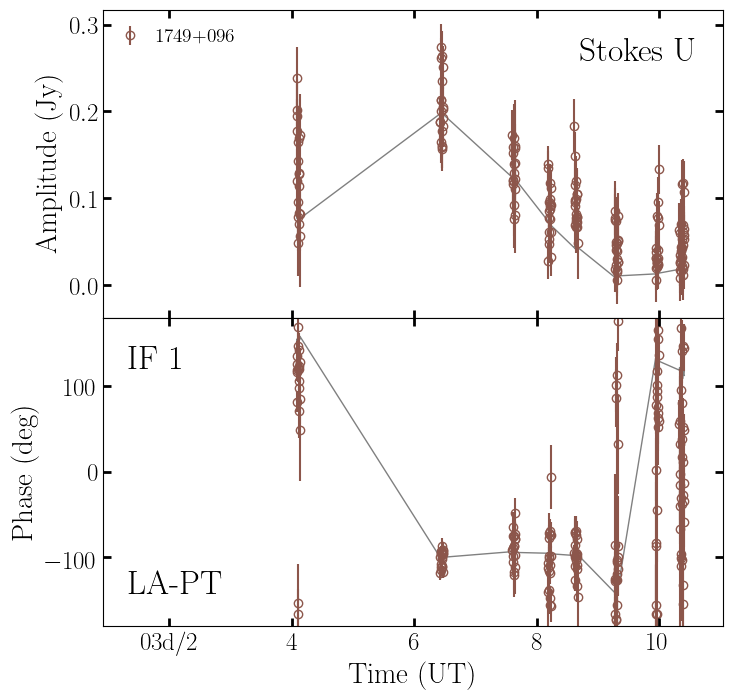 0.3
1749+096
Stokes U
0.2
0.1
0.0
Amplitude (Jy)
IF 1
100
0
−100
Phase (deg)
LA-PT
03d/2 4 6 8 10
Time (UT)